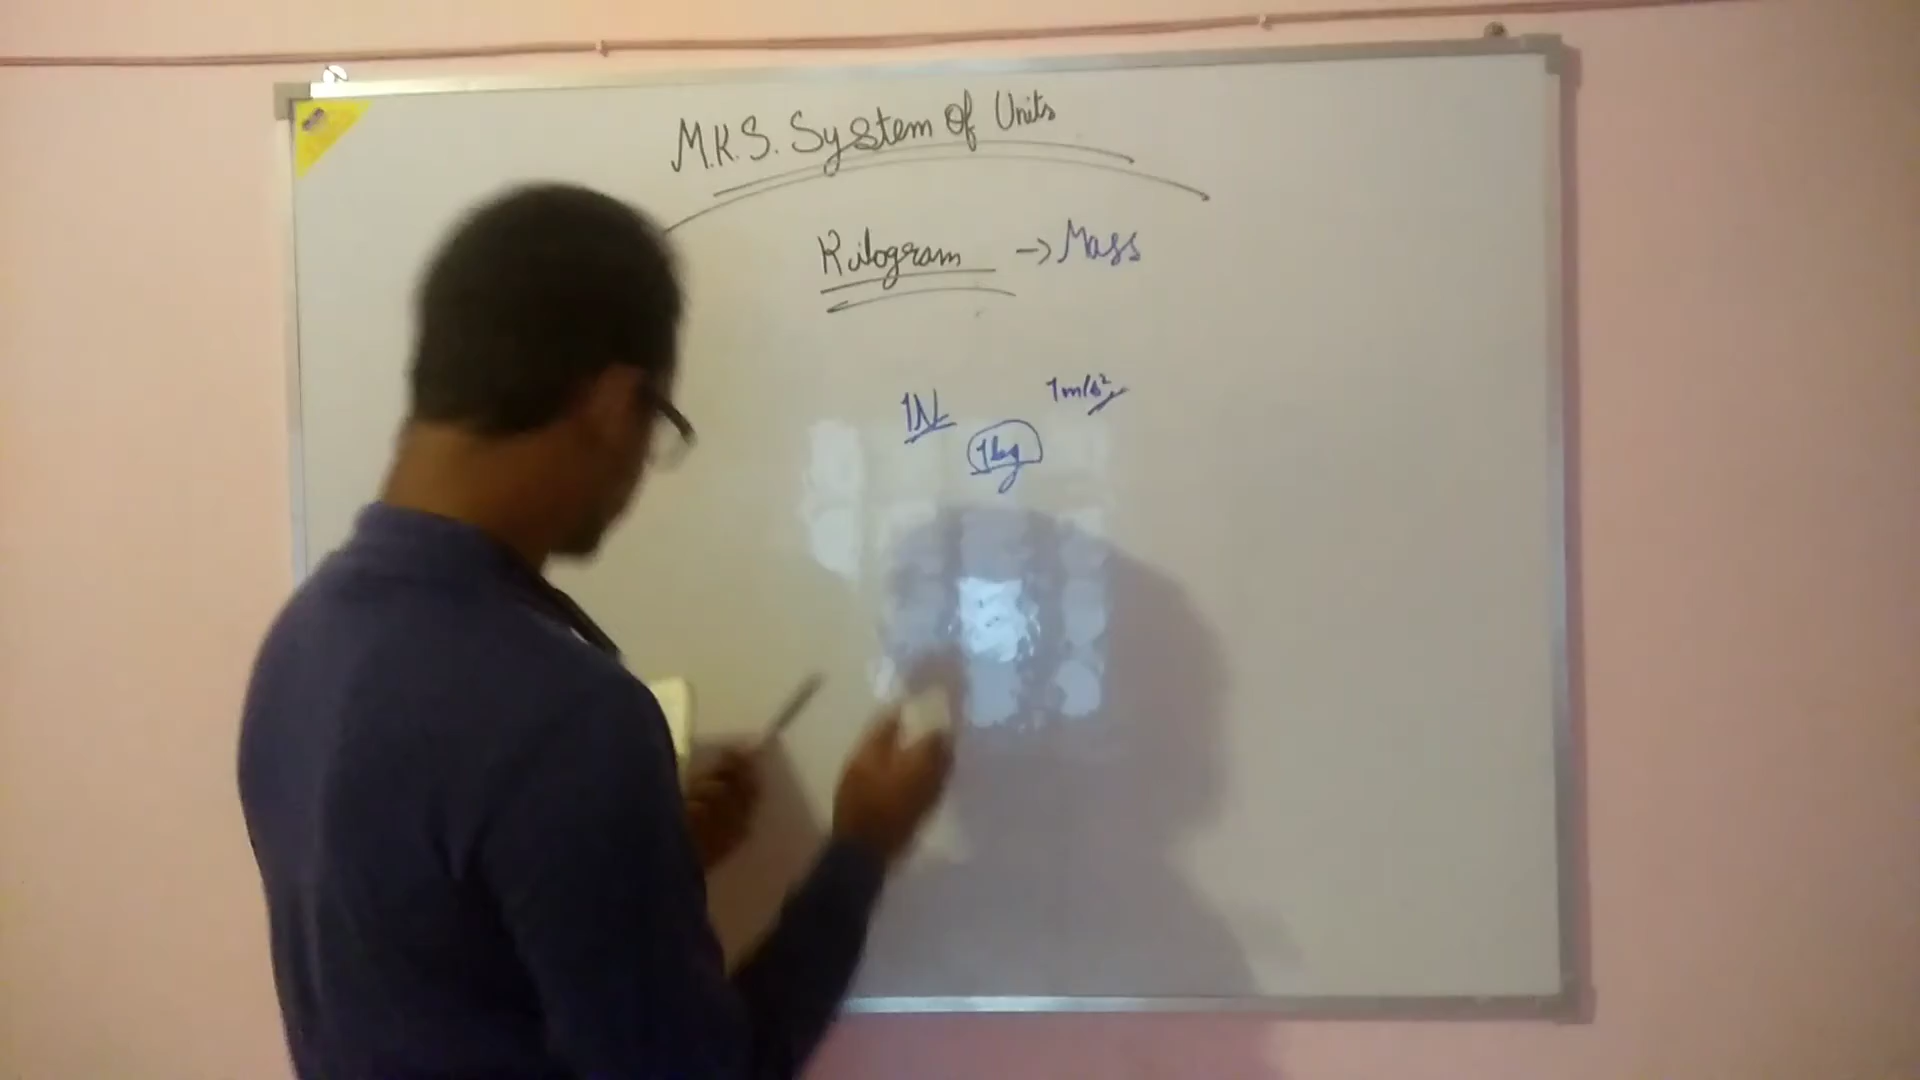 M.K.S. System Of Units
Kilogram → Mass
1N 1m/s²
1kg